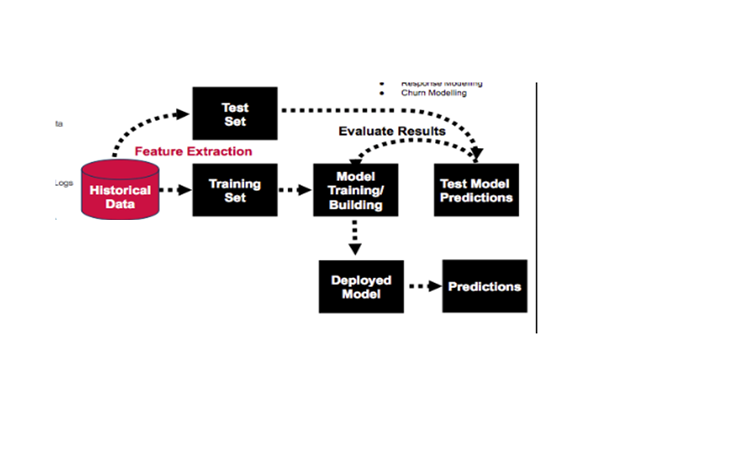 Response Modelling
• Churn Modelling
Test
Set
Evaluate Results
Feature Extraction
Logs
Historical
Data
Training
Set
Model
Training/
Building
Test Model
Predictions
Deployed
Model
Predictions